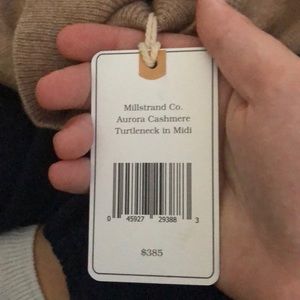 Millstrand Co.
Aurora Cashmere
Turtleneck in Midi
0 45927 29388 3
$385